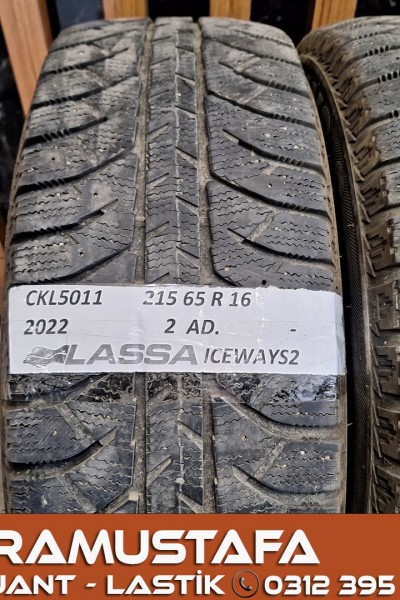 CKL5011 215 65 R 16
2022 2 AD. -
LASSA ICEWAYS2
RAMUSTAFA
JANT - LASTİK 0312 395